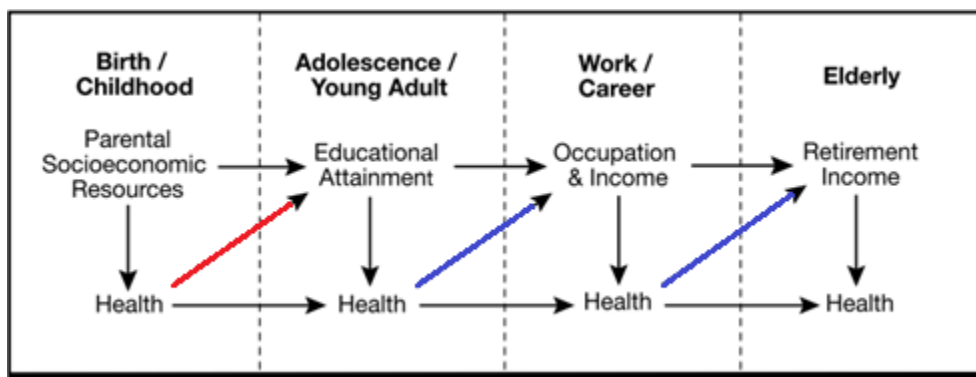 Birth /
Childhood
Adolescence /
Young Adult
Work /
Career
Elderly
Parental
Socioeconomic
Resources
Educational
Attainment
Occupation
& Income
Retirement
Income
Health
Health
Health
Health